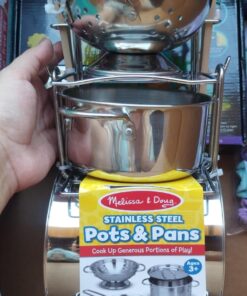 Melissa & Doug
STAINLESS STEEL
Pots & Pans
Cook Up Generous Portions of Play!
Ages
3+